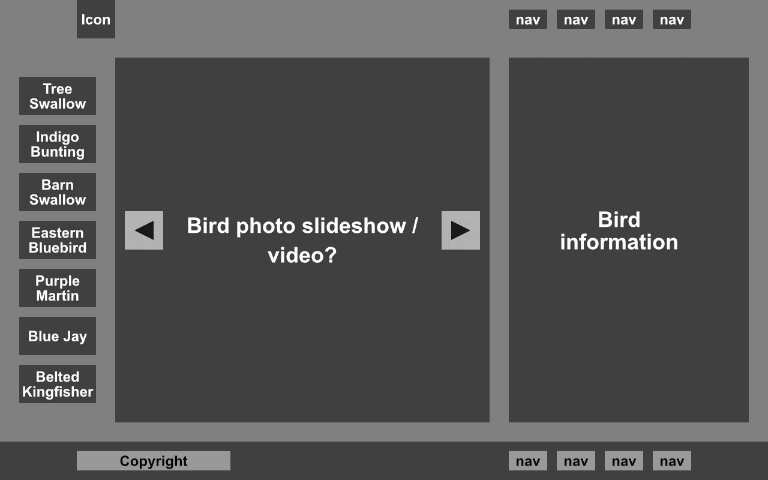 Icon
nav nav nav nav
Tree
Swallow
Indigo
Bunting
Barn
Swallow
Eastern
Bluebird
Purple
Martin
Blue Jay
Belted
Kingfisher
Bird photo slideshow /
video?
Bird
information
Copyright
nav nav nav nav